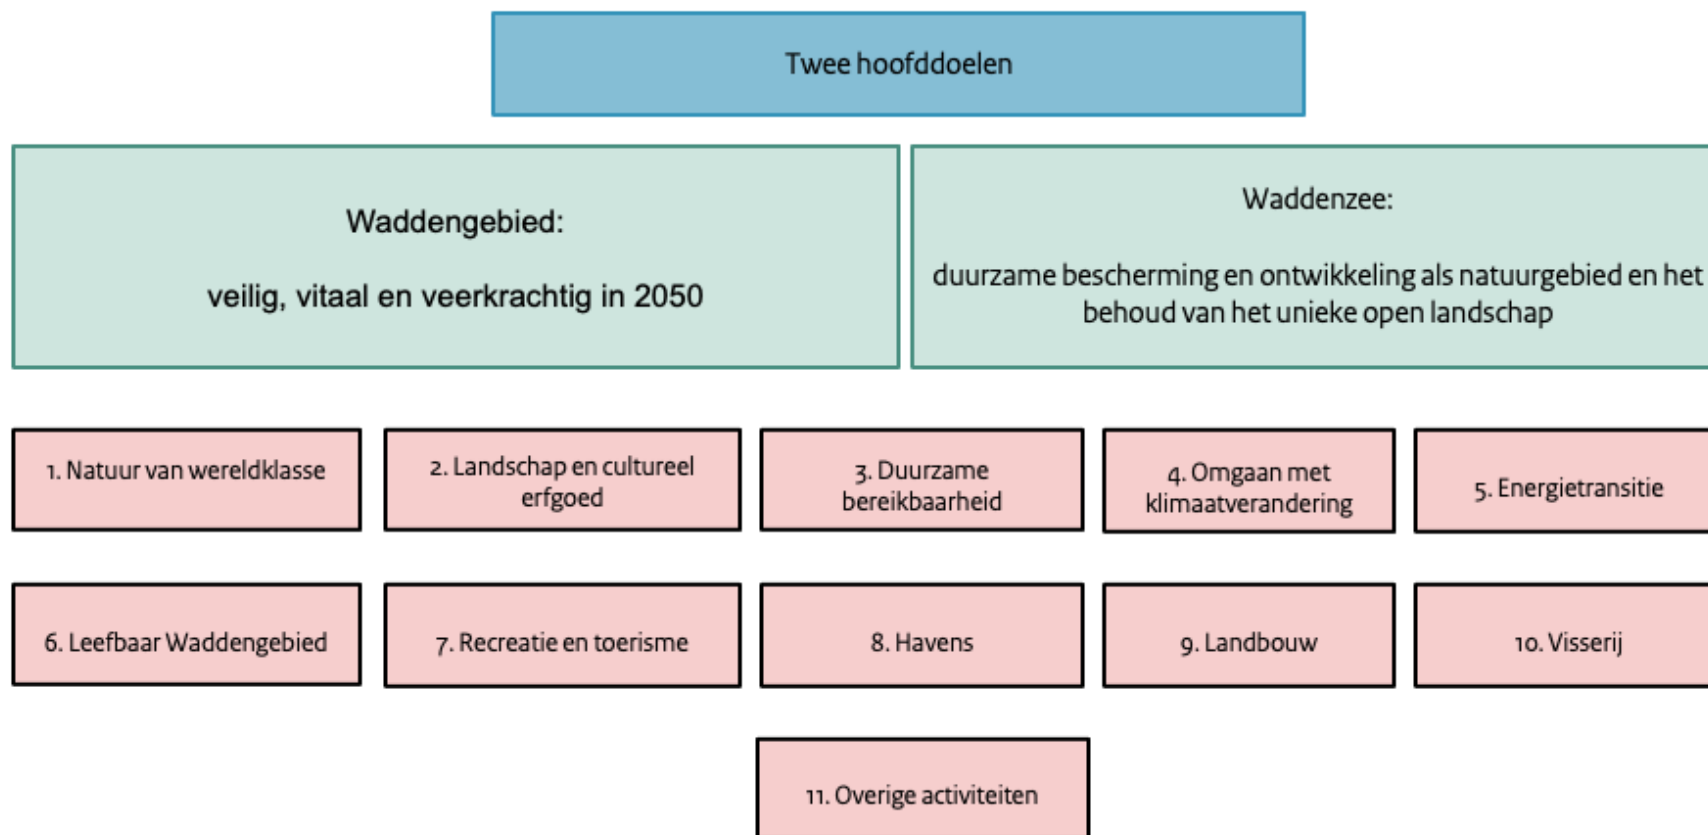 Twee hoofddoelen
Waddengebied:
veilig, vitaal en veerkrachtig in 2050
Waddenzee:
duurzame bescherming en ontwikkeling als natuurgebied en het
behoud van het unieke open landschap
1. Natuur van wereldklasse
2. Landschap en cultureel
erfgoed
3. Duurzame
bereikbaarheid
4. Omgaan met
klimaatverandering
5. Energietransitie
6. Leefbaar Waddengebied
7. Recreatie en toerisme
8. Havens
9. Landbouw
10. Visserij
11. Overige activiteiten